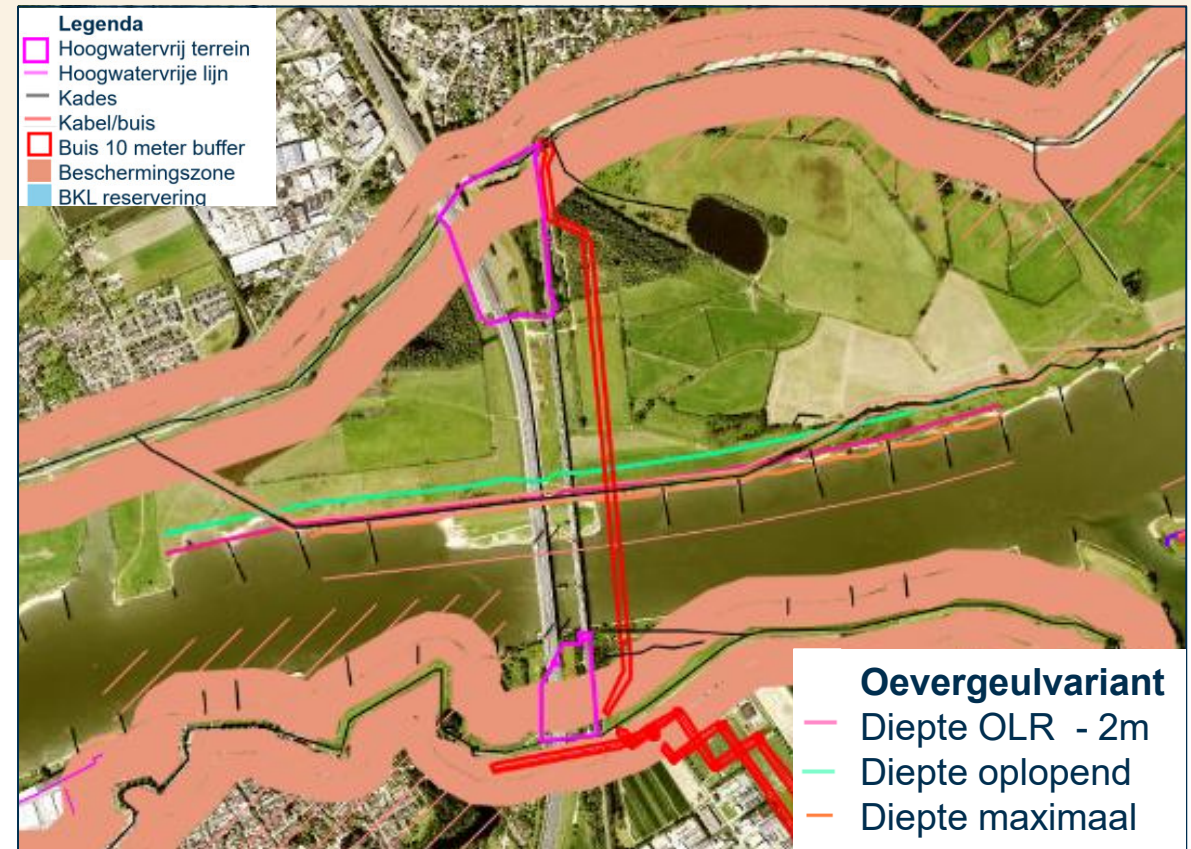 Legenda
Hoogwatervrij terrein
Hoogwatervrije lijn
Kades
Kabel/buis
Buis 10 meter buffer
Beschermingszone
BKL reservering
Oevergeulvariant
Diepte OLR - 2m
Diepte oplopend
Diepte maximaal